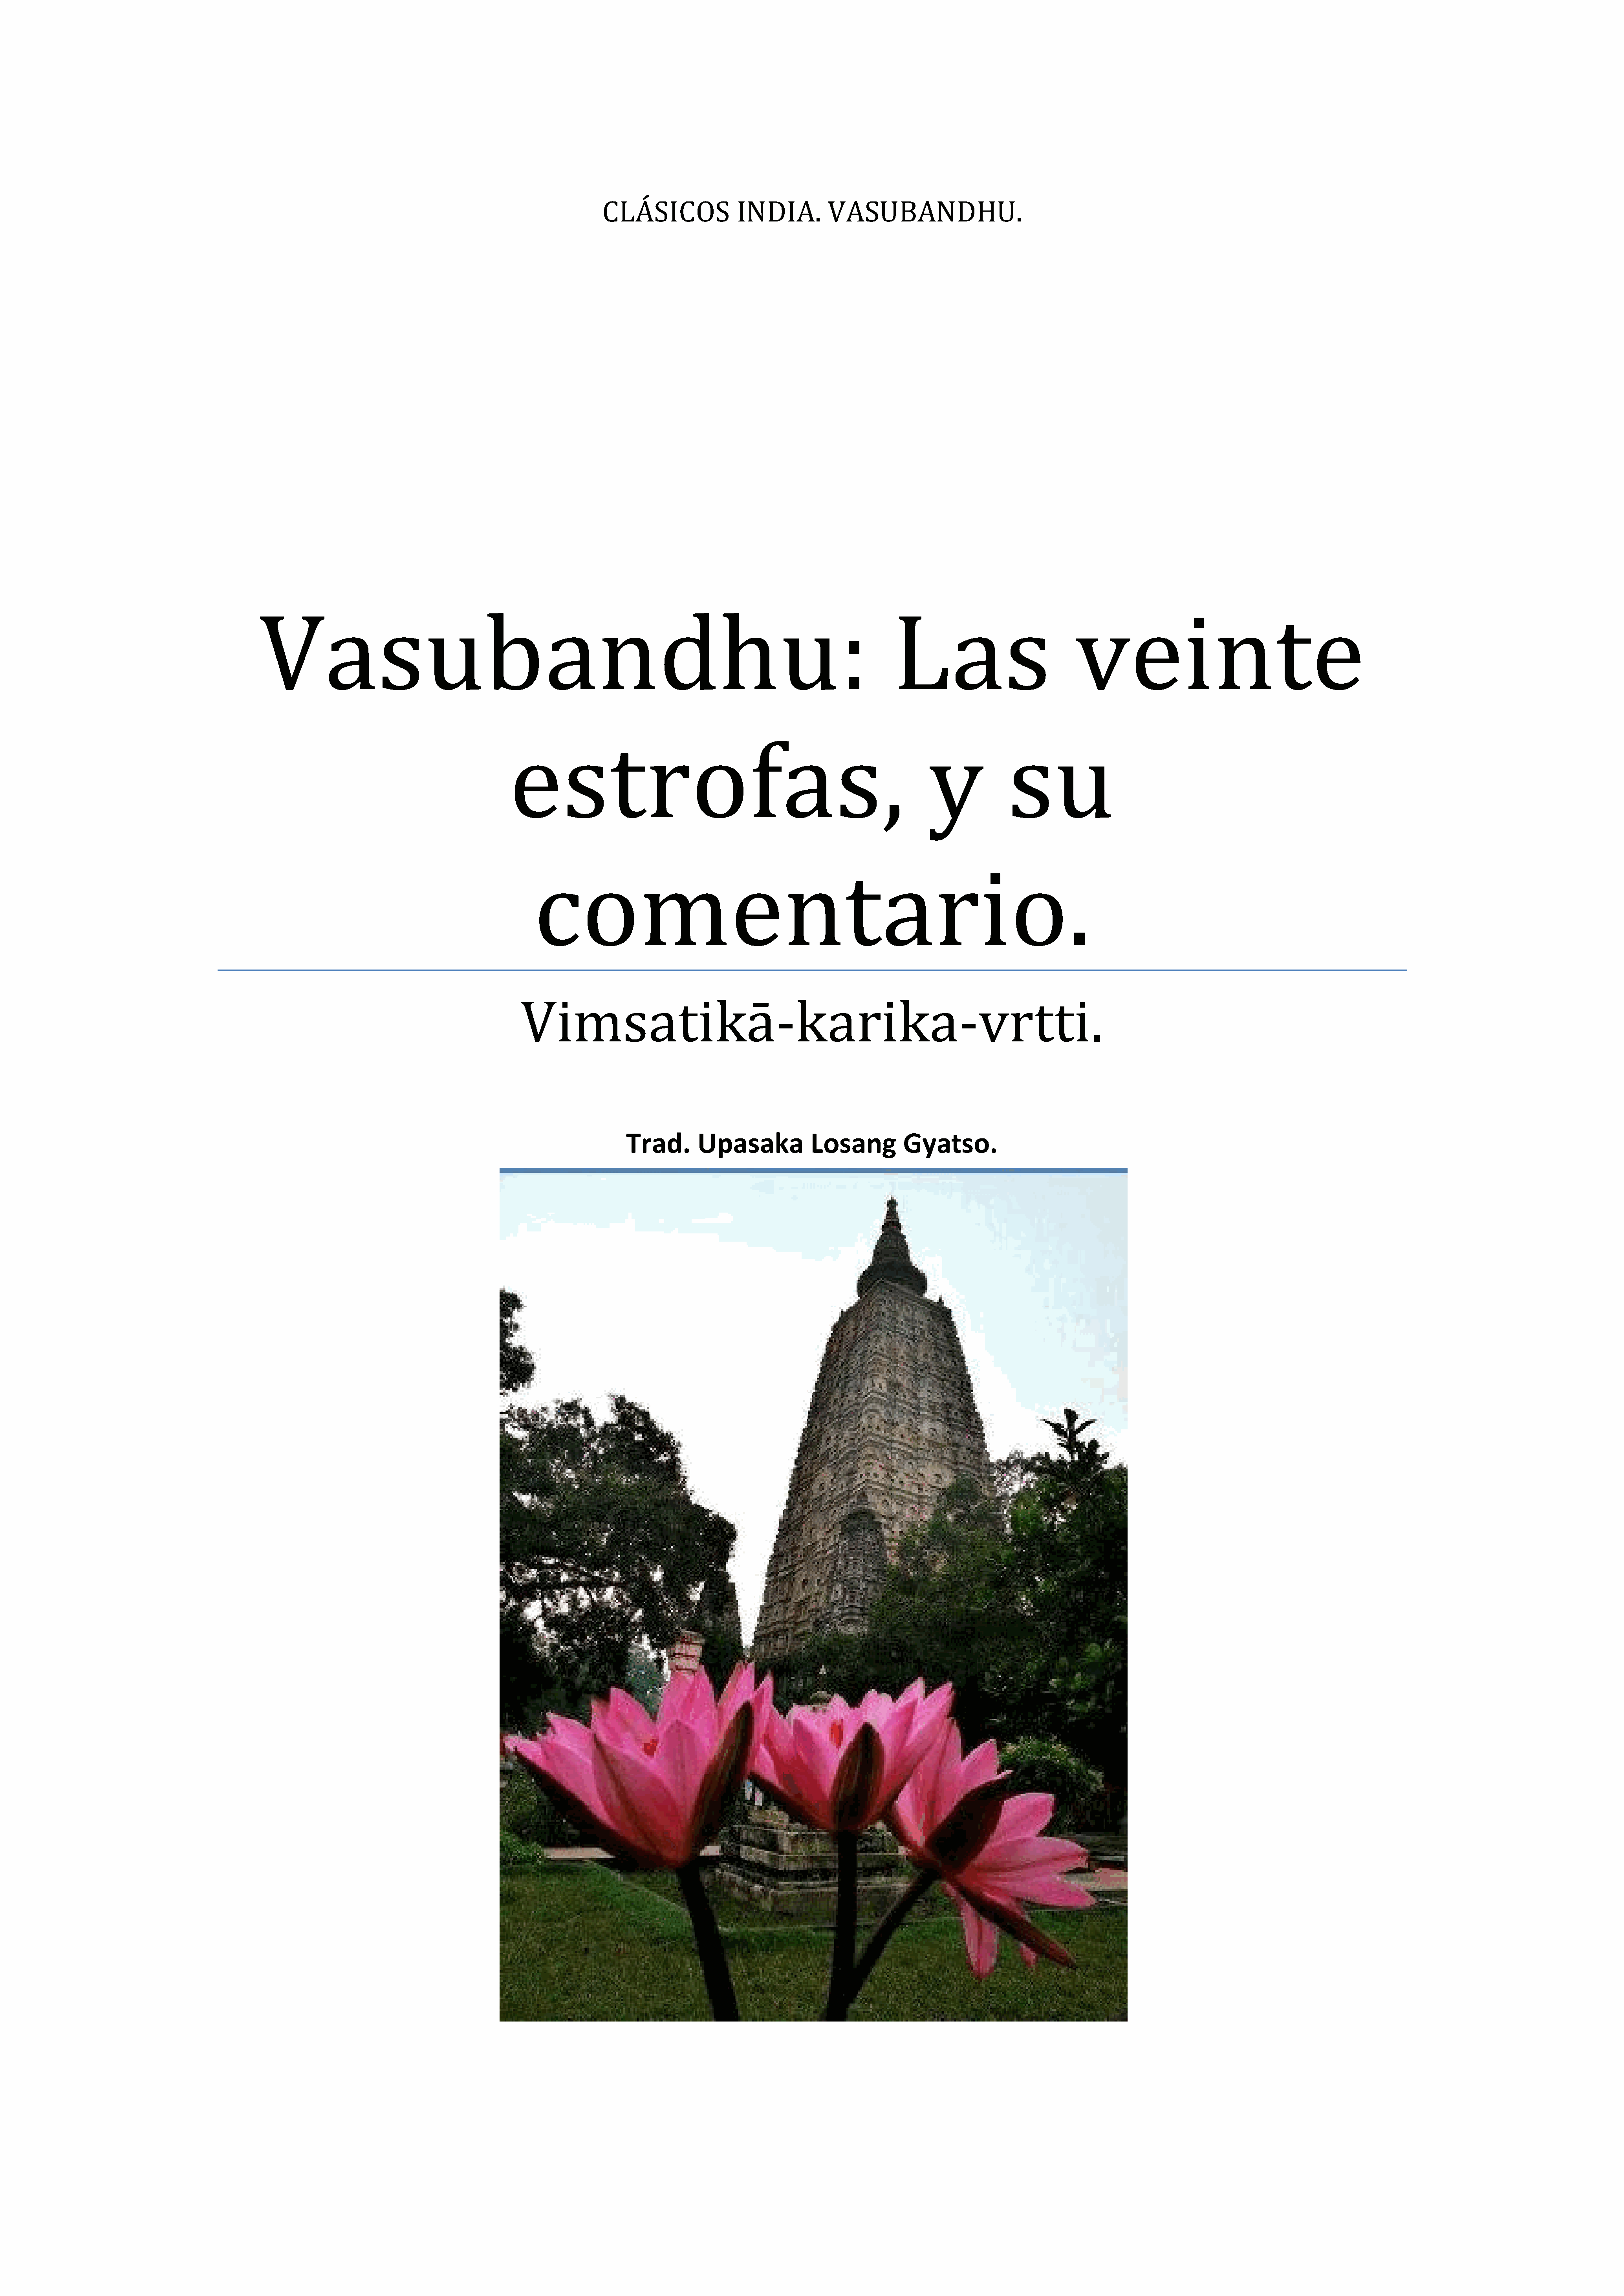 CLÁSICOS INDIA. VASUBANDHU.
Vasubandhu: Las veinte
estrofas, y su
comentario.
Vimsatikā-karika-vrtti.
Trad. Upasaka Losang Gyatso.